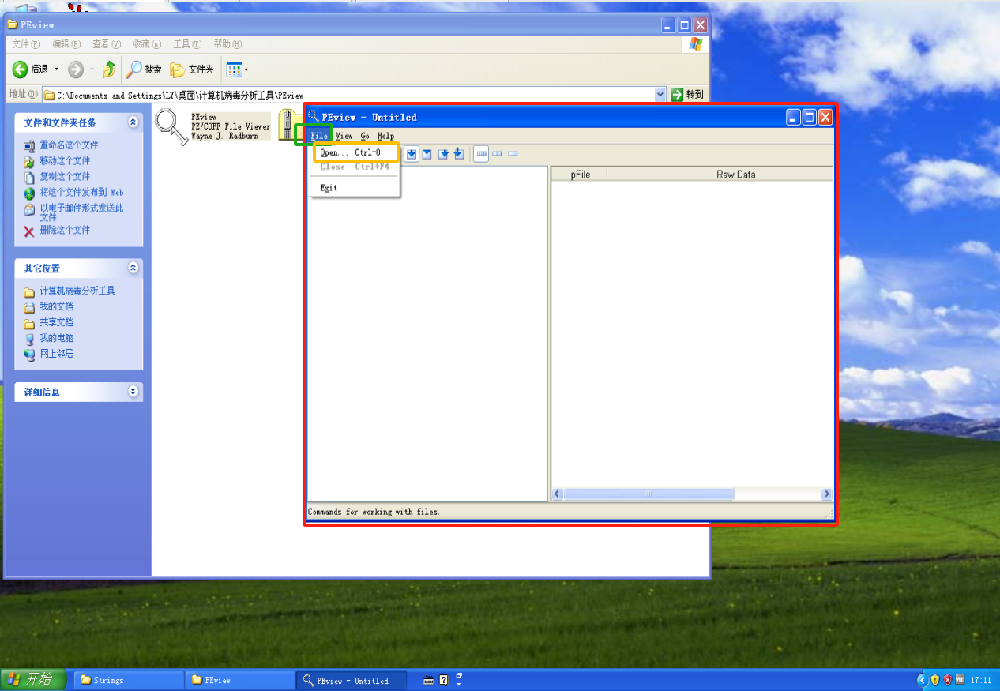 PEview
文件(F) 编辑(E) 查看(V) 收藏(A) 工具(T) 帮助(H)
后退 搜索 文件夹
地址(D) C:\Documents and Settings\LY\桌面\计算机病毒分析工具\PEview 转到
文件和文件夹任务
重命名这个文件
移动这个文件
复制这个文件
将这个文件发布到 Web
以电子邮件形式发送此
文件
删除这个文件
其它位置
计算机病毒分析工具
我的文档
共享文档
我的电脑
网上邻居
详细信息
PEview
PE/COFF File Viewer
Wayne J. Radburn
PEview - Untitled
File View Go Help
Open... Ctrl+O
Close Ctrl+F4
Exit
pFile Raw Data
Commands for working with files.
开始 Strings PEview PEview - Untitled 17:11